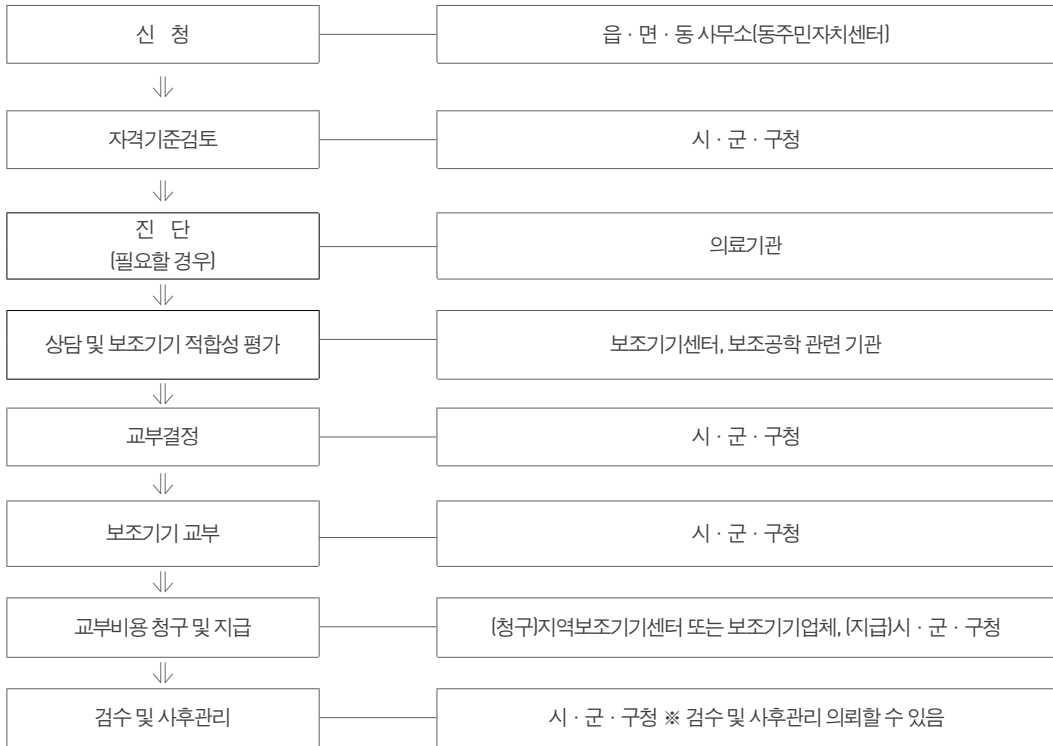 신 청
읍 · 면 · 동 사무소(동주민자치센터)
자격기준검토
시 · 군 · 구청
진 단
(필요할 경우)
의료기관
상담 및 보조기기 적합성 평가
보조기기센터, 보조공학 관련 기관
교부결정
시 · 군 · 구청
보조기기 교부
시 · 군 · 구청
교부비용 청구 및 지급
(청구)지역보조기기센터 또는 보조기기업체, (지급)시 · 군 · 구청
검수 및 사후관리
시 · 군 · 구청 ※ 검수 및 사후관리 의뢰할 수 있음